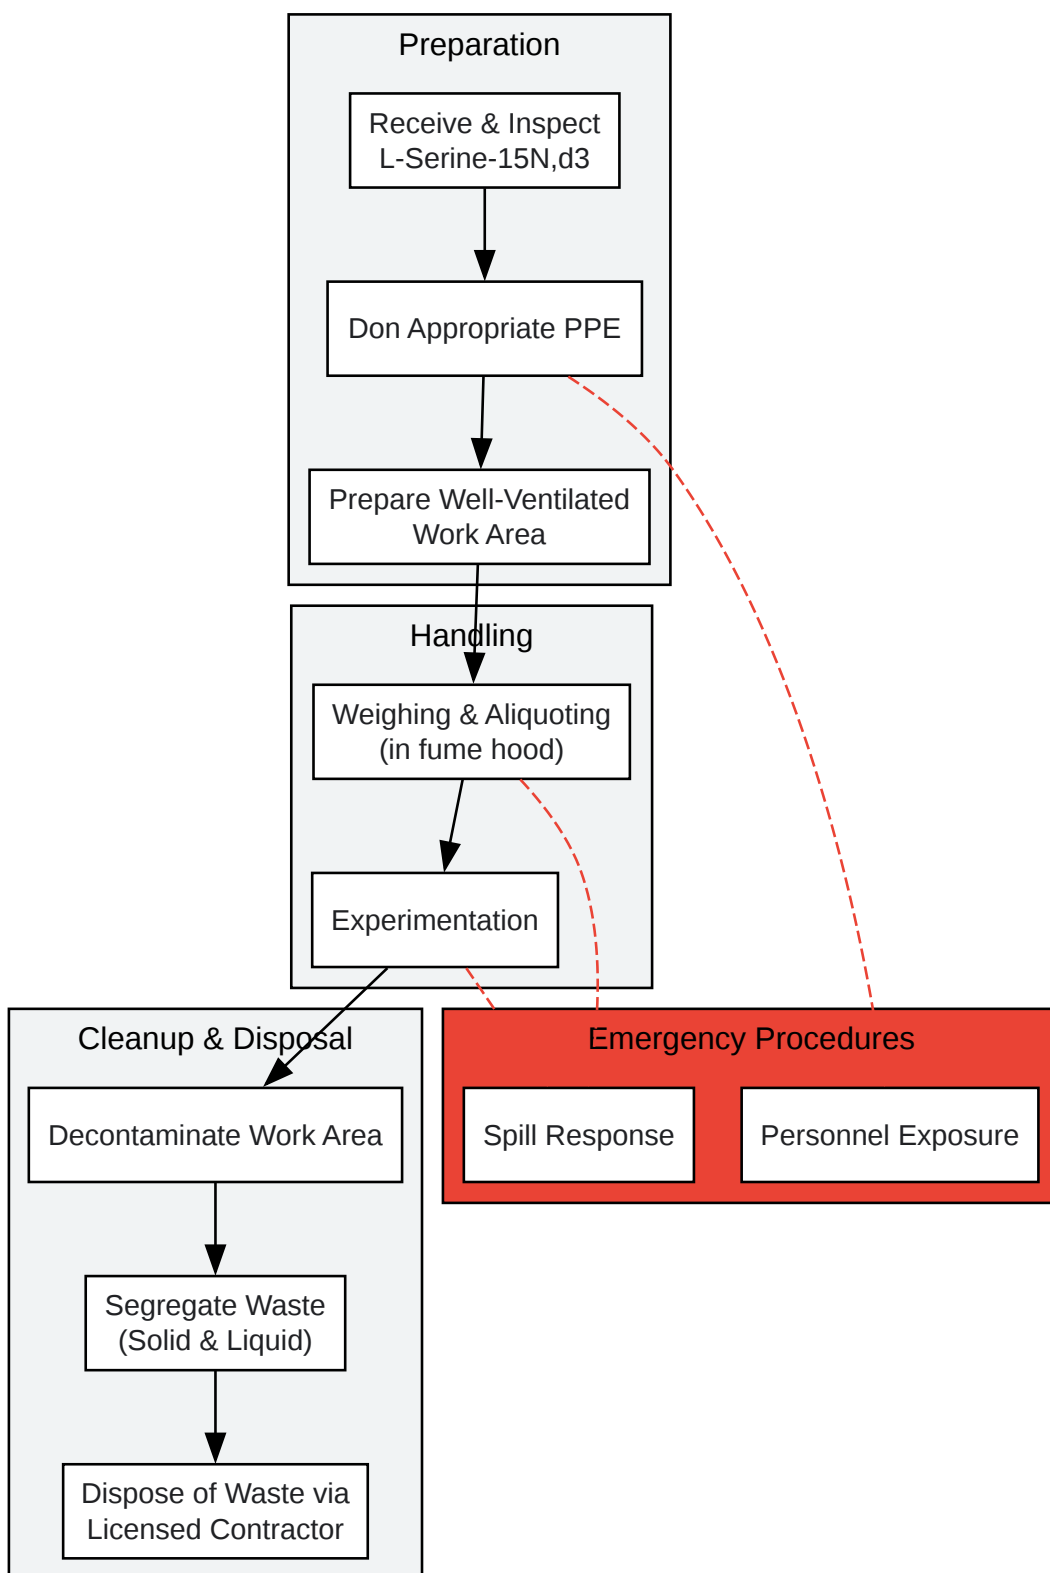 Preparation
Receive & Inspect
L-Serine-15N,d3
Don Appropriate PPE
Prepare Well-Ventilated
Work Area
Handling
Weighing & Aliquoting
(in fume hood)
Experimentation
Cleanup & Disposal
Decontaminate Work Area
Segregate Waste
(Solid & Liquid)
Dispose of Waste via
Licensed Contractor
Emergency Procedures
Spill Response
Personnel Exposure